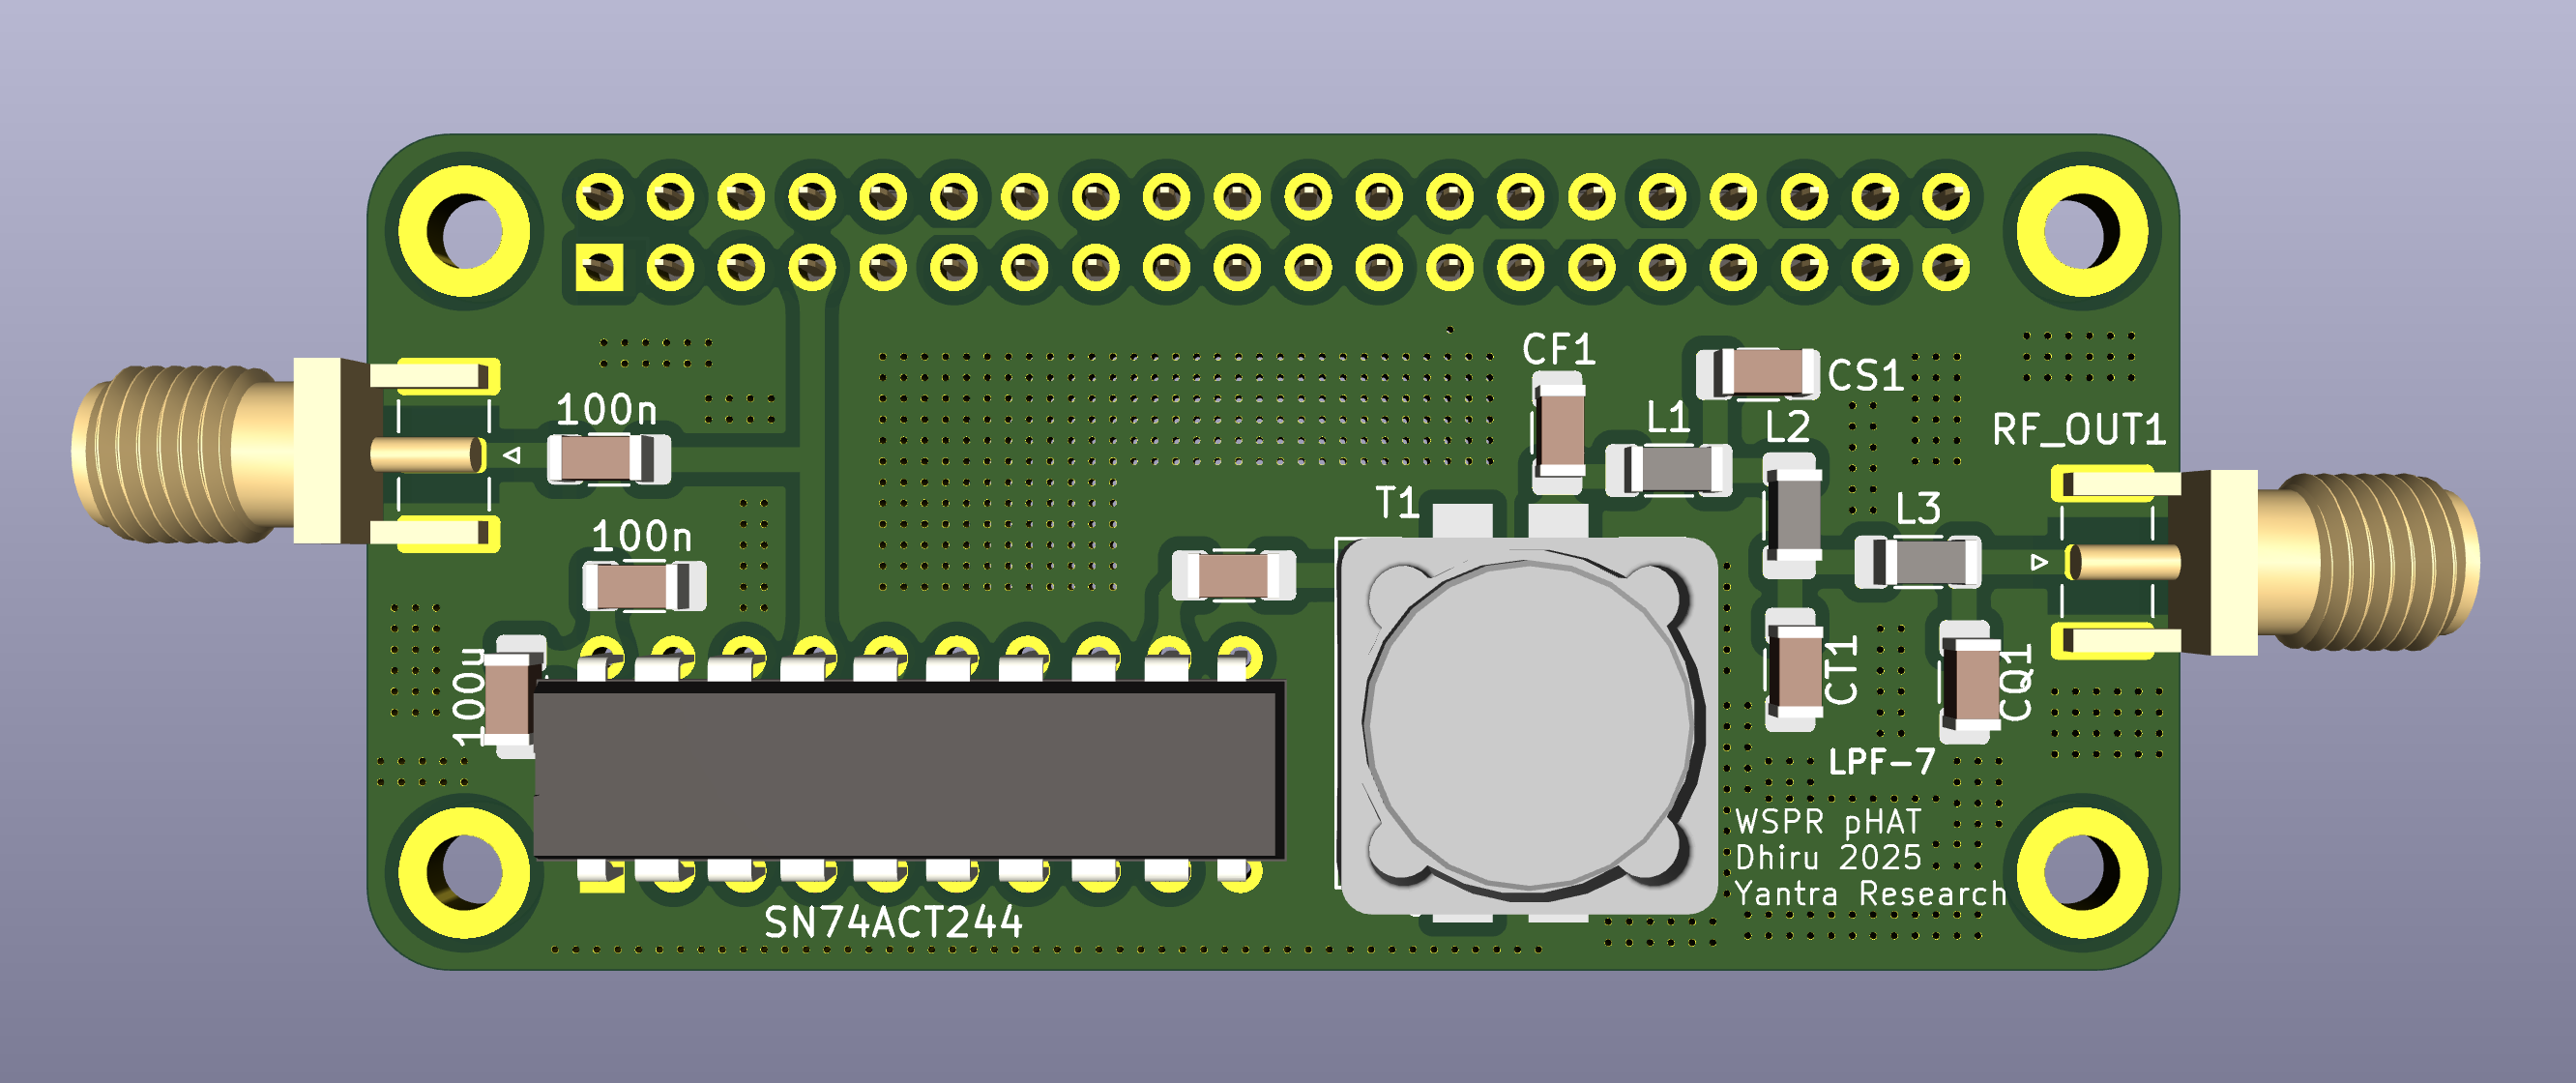 CF1
CS1
100n
L1
L2
RF_OUT1
T1
L3
100n
100u
CT1
CQ1
LPF-7
WSPR pHAT
Dhiru 2025
Yantra Research
SN74ACT244